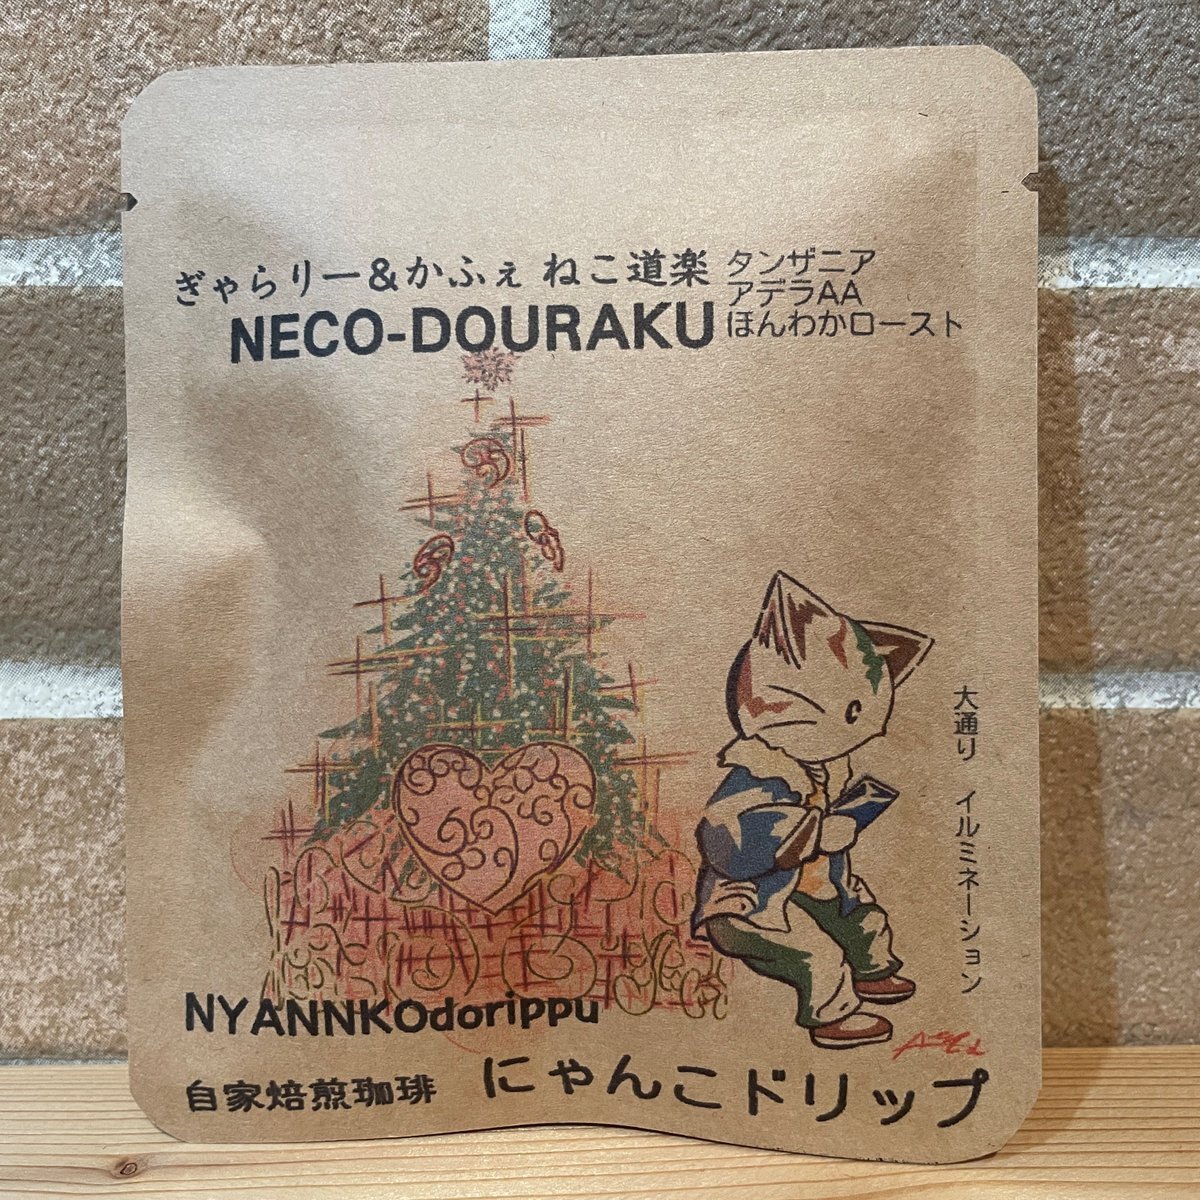 ぎゃらりー&かふぇ ねこ道楽
NECO-DOURAKU
タンザニア
アデラAA
ほんわかロースト
大通り イルミネーション
NYANNKOdorippu
自家焙煎珈琲 にゃんこドリップ